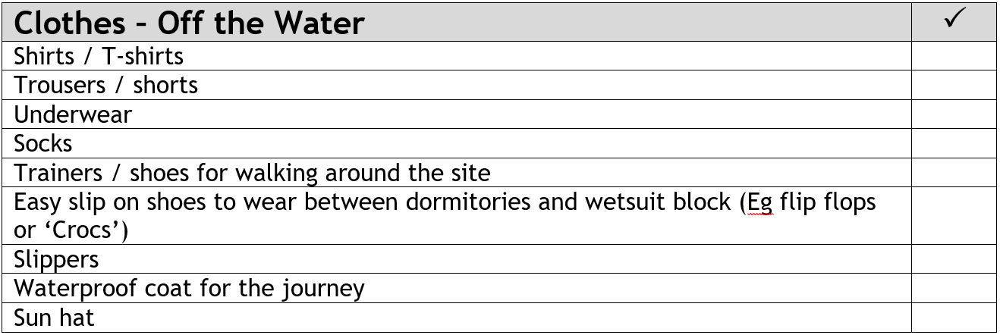 Clothes – Off the Water ✓
Shirts / T-shirts
Trousers / shorts
Underwear
Socks
Trainers / shoes for walking around the site
Easy slip on shoes to wear between dormitories and wetsuit block (Eg flip flops
or ‘Crocs’)
Slippers
Waterproof coat for the journey
Sun hat